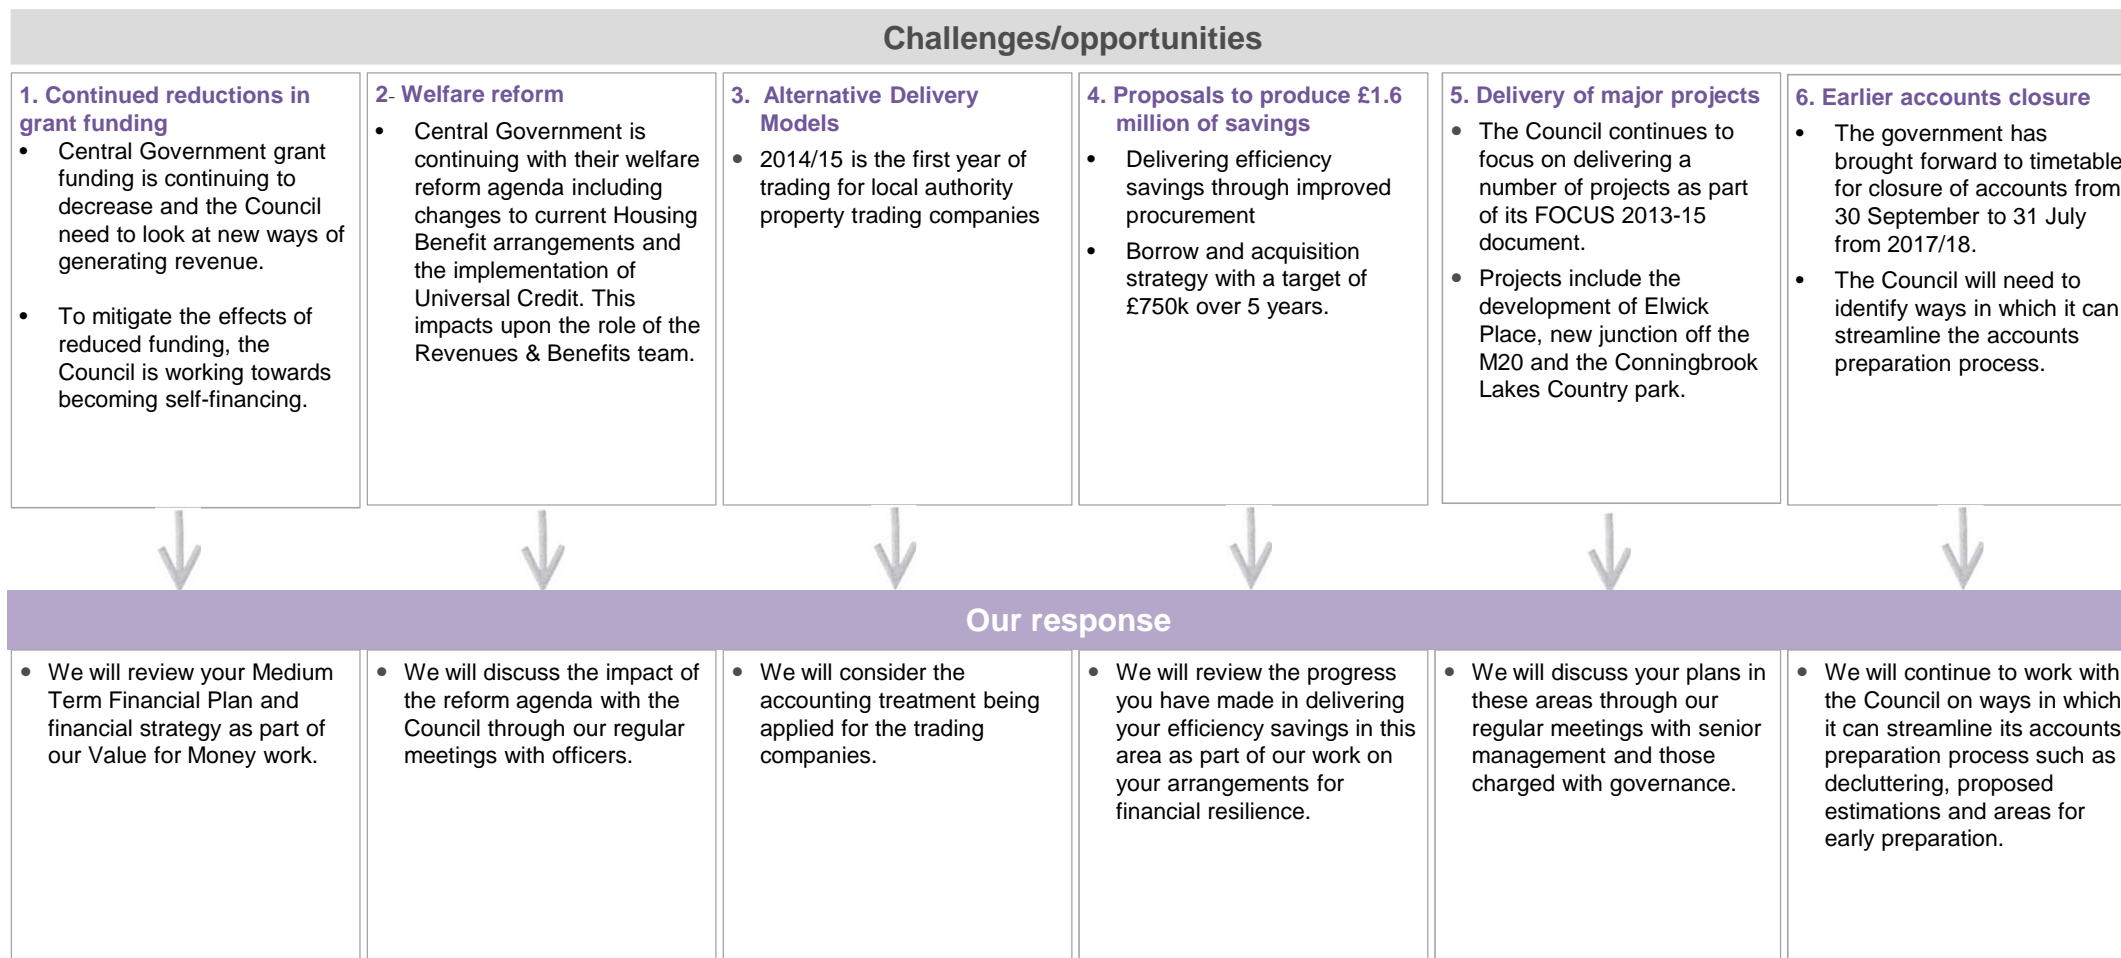 Challenges/opportunities
1. Continued reductions in
grant funding
• Central Government grant
funding is continuing to
decrease and the Council
need to look at new ways of
generating revenue.
• To mitigate the effects of
reduced funding, the
Council is working towards
becoming self-financing.
2- Welfare reform
• Central Government is
continuing with their welfare
reform agenda including
changes to current Housing
Benefit arrangements and
the implementation of
Universal Credit. This
impacts upon the role of the
Revenues & Benefits team.
3. Alternative Delivery
Models
• 2014/15 is the first year of
trading for local authority
property trading companies
4. Proposals to produce £1.6
million of savings
• Delivering efficiency
savings through improved
procurement
• Borrow and acquisition
strategy with a target of
£750k over 5 years.
5. Delivery of major projects
• The Council continues to
focus on delivering a
number of projects as part
of its FOCUS 2013-15
document.
• Projects include the
development of Elwick
Place, new junction off the
M20 and the Conningbrook
Lakes Country park.
6. Earlier accounts closure
• The government has
brought forward to timetable
for closure of accounts from
30 September to 31 July
from 2017/18.
• The Council will need to
identify ways in which it can
streamline the accounts
preparation process.
Our response
• We will review your Medium
Term Financial Plan and
financial strategy as part of
our Value for Money work.
• We will discuss the impact of
the reform agenda with the
Council through our regular
meetings with officers.
• We will consider the
accounting treatment being
applied for the trading
companies.
• We will review the progress
you have made in delivering
your efficiency savings in this
area as part of our work on
your arrangements for
financial resilience.
• We will discuss your plans in
these areas through our
regular meetings with senior
management and those
charged with governance.
• We will continue to work with
the Council on ways in which
it can streamline its accounts
preparation process such as
decluttering, proposed
estimations and areas for
early preparation.